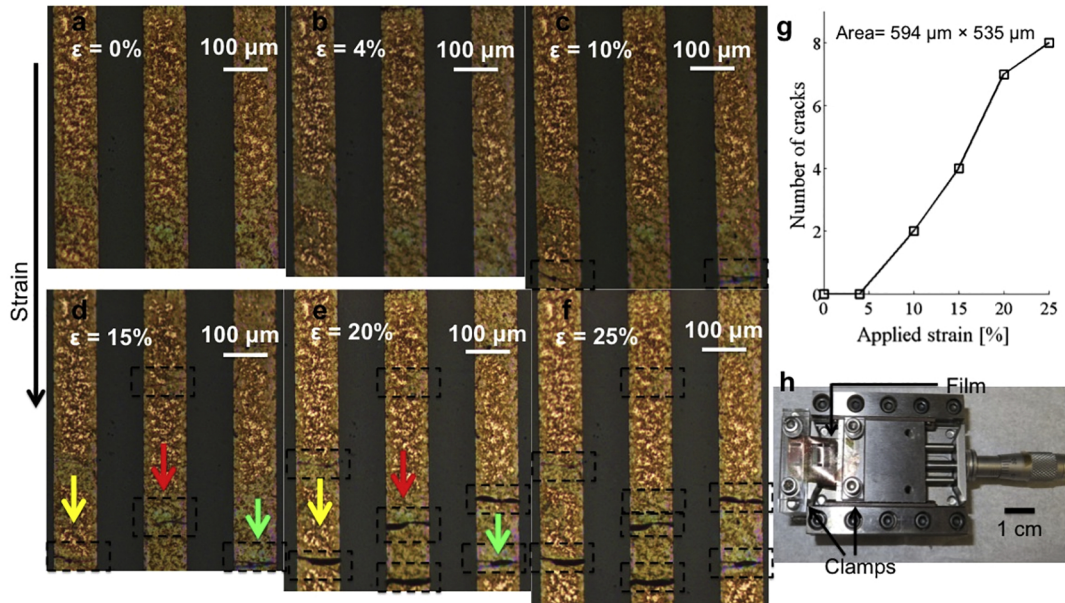 a
ε = 0%
100 μm
b
ε = 4%
100 μm
c
ε = 10%
100 μm
Strain
d
ε = 15%
100 μm
e
ε = 20%
100 μm
f
ε = 25%
100 μm
g
Area= 594 μm × 535 μm
Number of cracks
8
6
4
2
0
0
5
10
15
20
25
Applied strain [%]
h
Film
1 cm
Clamps